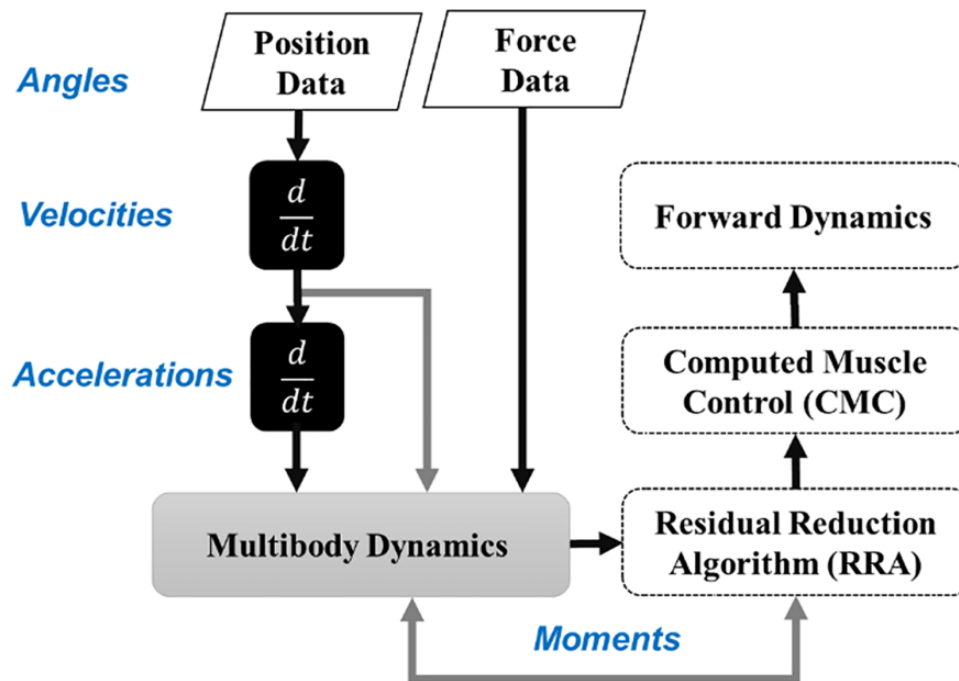 Position
Data
Force
Data
Angles
Velocities
d
dt
Forward Dynamics
Accelerations
d
dt
Computed Muscle
Control (CMC)
Multibody Dynamics
Residual Reduction
Algorithm (RRA)
Moments